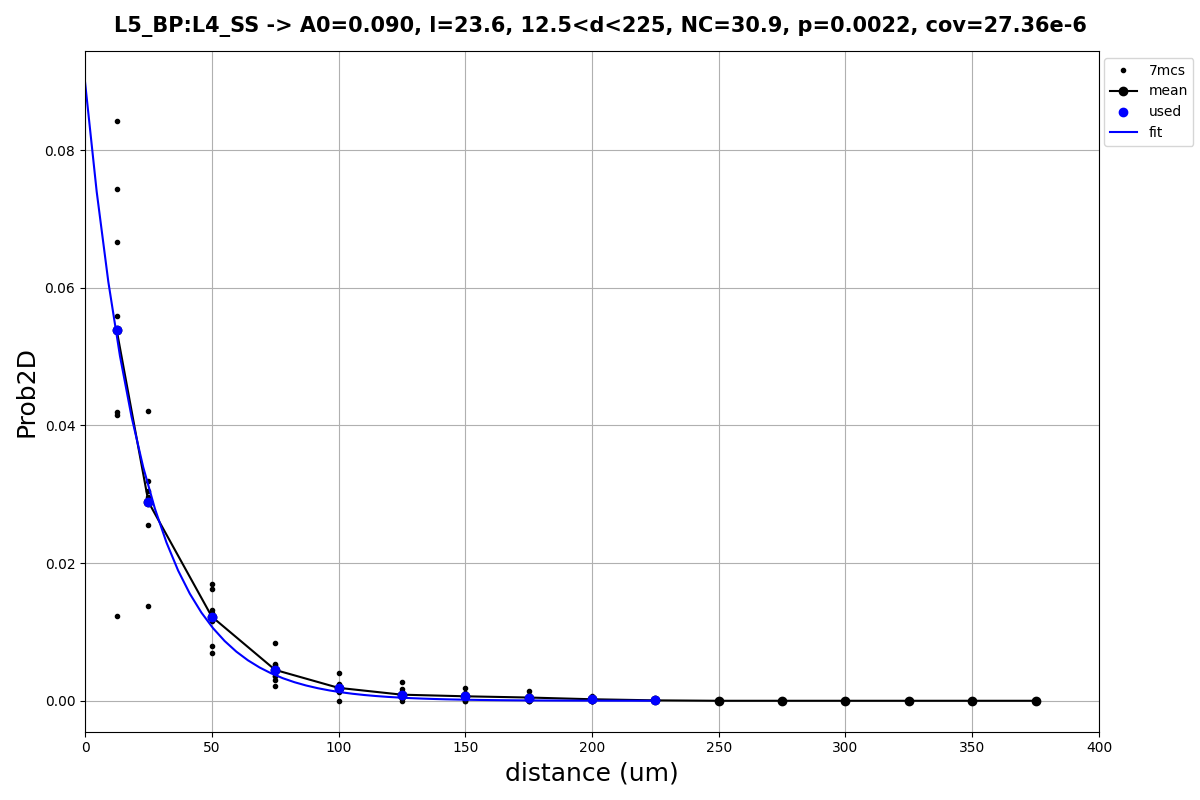 L5_BP:L4_SS -> A0=0.090, l=23.6, 12.5<d<225, NC=30.9, p=0.0022, cov=27.36e-6
7mcs
mean
used
fit
0.08
0.06
0.04
0.02
0.00
Prob2D
0 50 100 150 200 250 300 350 400
distance (um)